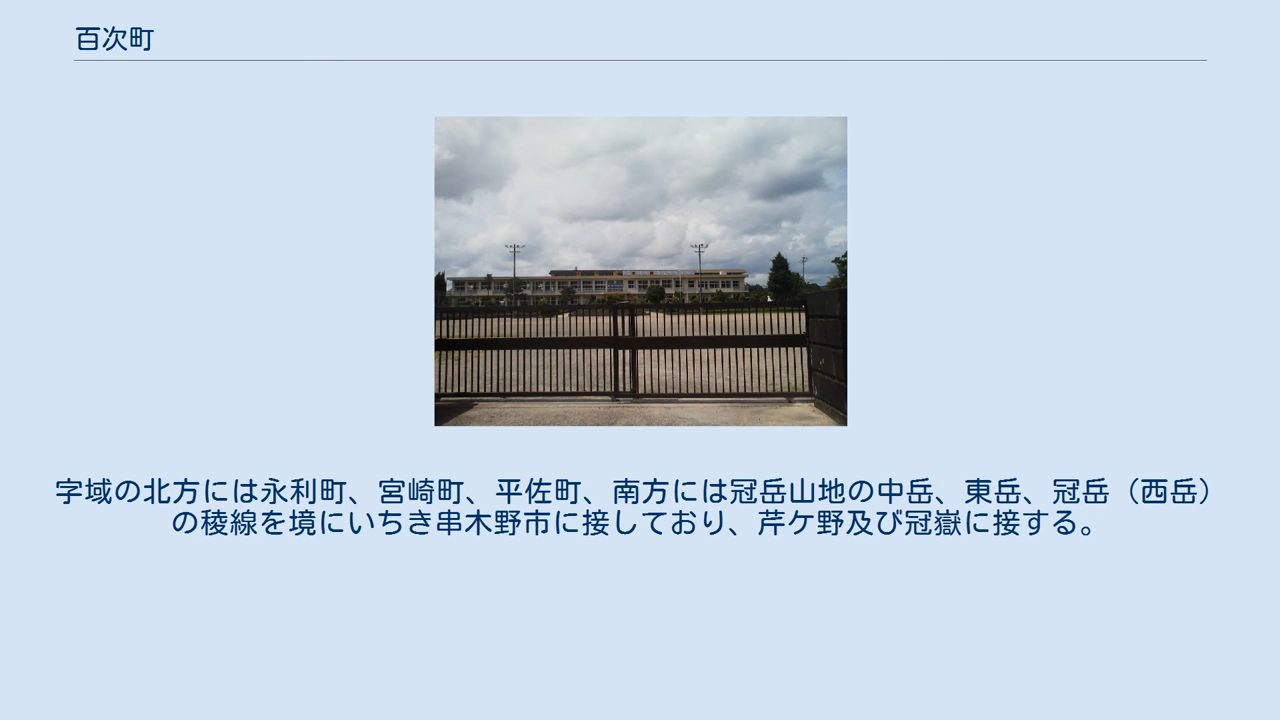 百次町
字域の北方には永利町、宮崎町、平佐町、南方には冠岳山地の中岳、東岳、冠岳（西岳）
の稜線を境にいちき串木野市に接しており、芹ケ野及び冠嶽に接する。